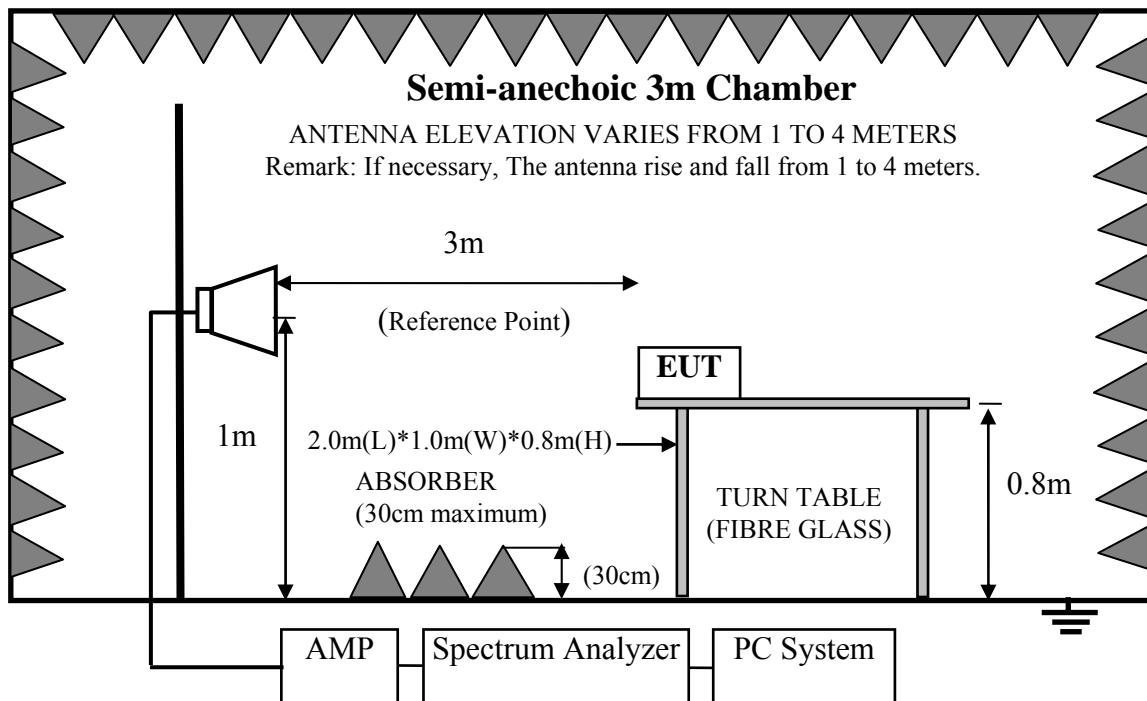 Semi-anechoic 3m Chamber
ANTENNA ELEVATION VARIES FROM 1 TO 4 METERS
Remark: If necessary, The antenna rise and fall from 1 to 4 meters.
3m
(Reference Point)
EUT
1m
2.0m(L)*1.0m(W)*0.8m(H)
ABSORBER
(30cm maximum)
(30cm)
TURN TABLE
(FIBRE GLASS)
0.8m
AMP
Spectrum Analyzer
PC System